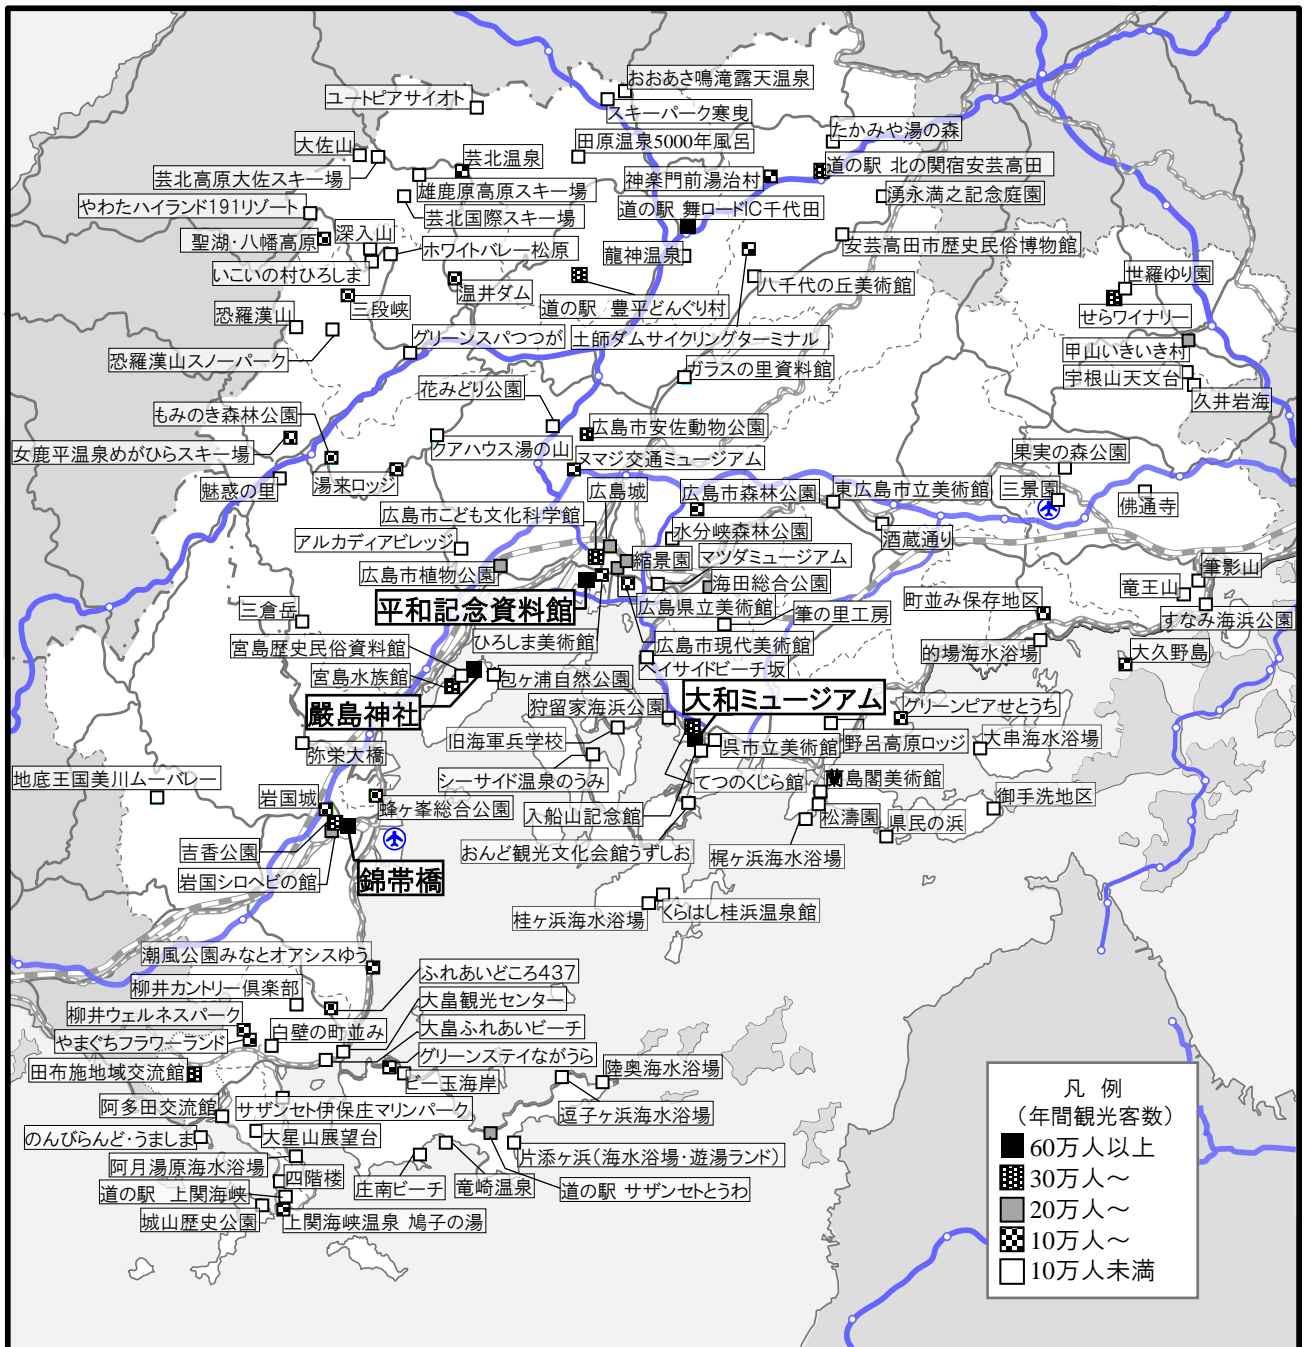 おおあさ鳴滝露天温泉
ユートピアサイオト
スキーパーク寒曳
たかみや湯の森
大佐山
田原温泉5000年風呂
芸北温泉
道の駅 北の関宿安芸高田
芸北高原大佐スキー場
雄鹿原高原スキー場
神楽門前湯治村
湧永満之記念庭園
やわたハイランド191リゾート
芸北国際スキー場
道の駅 舞ロードIC千代田
聖湖・八幡高原
深入山
ホワイトバレー松原
龍神温泉
安芸高田市歴史民俗博物館
いこいの村ひろしま
温井ダム
八千代の丘美術館
世羅ゆり園
三段峡
道の駅 豊平どんぐり村
せらワイナリー
恐羅漢山
グリーンスパつつが
土師ダムサイクリングターミナル
甲山いきいき村
恐羅漢山スノーパーク
ガラスの里資料館
宇根山天文台
花みどり公園
久井岩海
もみのき森林公園
広島市安佐動物公園
女鹿平温泉めがひらスキー場
クアハウス湯の山
ヌマジ交通ミュージアム
果実の森公園
魅惑の里
湯来ロッジ
広島城
広島市森林公園
東広島市立美術館
三景園
佛通寺
広島市こども文化科学館
水分峡森林公園
酒蔵通り
アルカディアビレッジ
縮景園
マツダミュージアム
広島市植物公園
海田総合公園
筆影山
竜王山
平和記念資料館
広島県立美術館
筆の里工房
町並み保存地区
すなみ海浜公園
三倉岳
ひろしま美術館
広島市現代美術館
的場海水浴場
大久野島
宮島歴史民俗資料館
ベイサイドビーチ坂
宮島水族館
包ヶ浦自然公園
大和ミュージアム
厳島神社
狩留家海浜公園
グリーンピアせとうち
旧海軍兵学校
呉市立美術館
野呂高原ロッジ
大串海水浴場
弥栄大橋
シーサイド温泉のうみ
てつのくじら館
蘭島閣美術館
地底王国美川ムーバレー
岩国城
蜂ヶ峯総合公園
入船山記念館
松濤園
御手洗地区
県民の浜
吉香公園
おんど観光文化会館うずしお
梶ヶ浜海水浴場
岩国シロヘビの館
錦帯橋
桂ヶ浜海水浴場
くらはし桂浜温泉館
潮風公園みなとオアシスゆう
ふれあいどころ437
柳井カントリー倶楽部
大畠観光センター
柳井ウェルネスパーク
白壁の町並み
大畠ふれあいビーチ
やまぐちフラワーランド
グリーンステイながうら
田布施地域交流館
ビー玉海岸
陸奥海水浴場
阿多田交流館
サザンセト伊保庄マリンパーク
逗子ヶ浜海水浴場
のんびらんど・うましま
大星山展望台
片添ヶ浜(海水浴場・遊湯ランド)
阿月湯原海水浴場
四階楼
庄南ビーチ
竜崎温泉
道の駅 サザンセトとうわ
道の駅 上関海峡
城山歴史公園
上関海峡温泉 鳩子の湯
凡 例
(年間観光客数)
60万人以上
30万人～
20万人～
10万人～
10万人未満